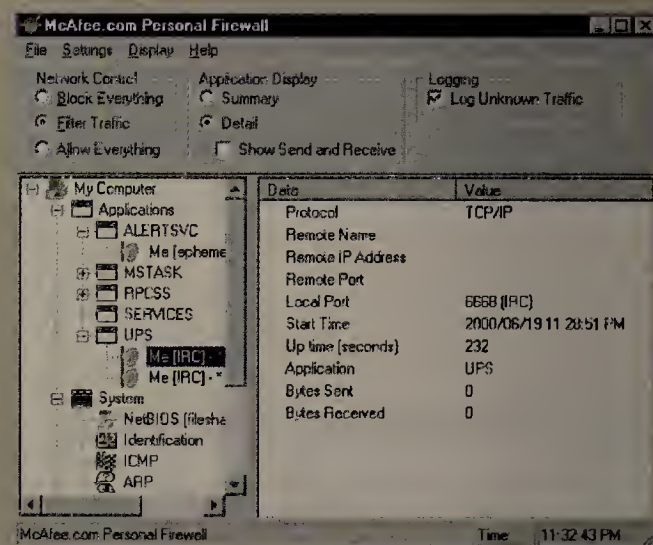 McAfee.com Personal Firewall
File Settings Display Help
Network Control
Block Everything
Filter Traffic
Allow Everything
Application Display
Summary
Detail
Show Send and Receive
Logging
Log Unknown Traffic
My Computer
Applications
ALERTSVC
Me [epheme
MSTASK
RPCSS
SERVICES
UPS
Me [IRC] - *
Me [IRC] - *
System
NetBIOS [filesha
Identification
ICMP
ARP
Data Value
Protocol TCP/IP
Remote Name
Remote IP Address
Remote Port
Local Port 6668 [IRC]
Start Time 2000/06/19 11:28:51 PM
Up time [seconds] 232
Application UPS
Bytes Sent 0
Bytes Received 0
McAfee.com Personal Firewall Time 11:32:43 PM